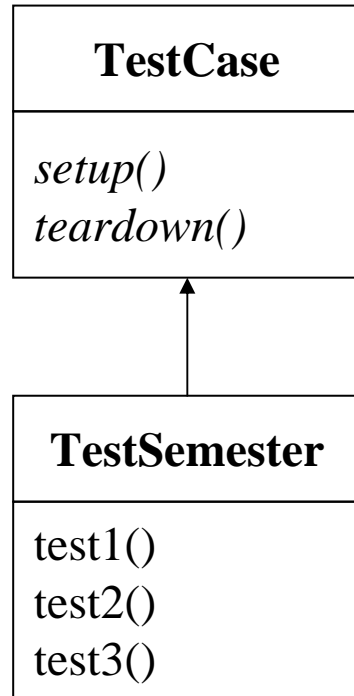 TestCase
setup()
teardown()
TestSemester
test1()
test2()
test3()